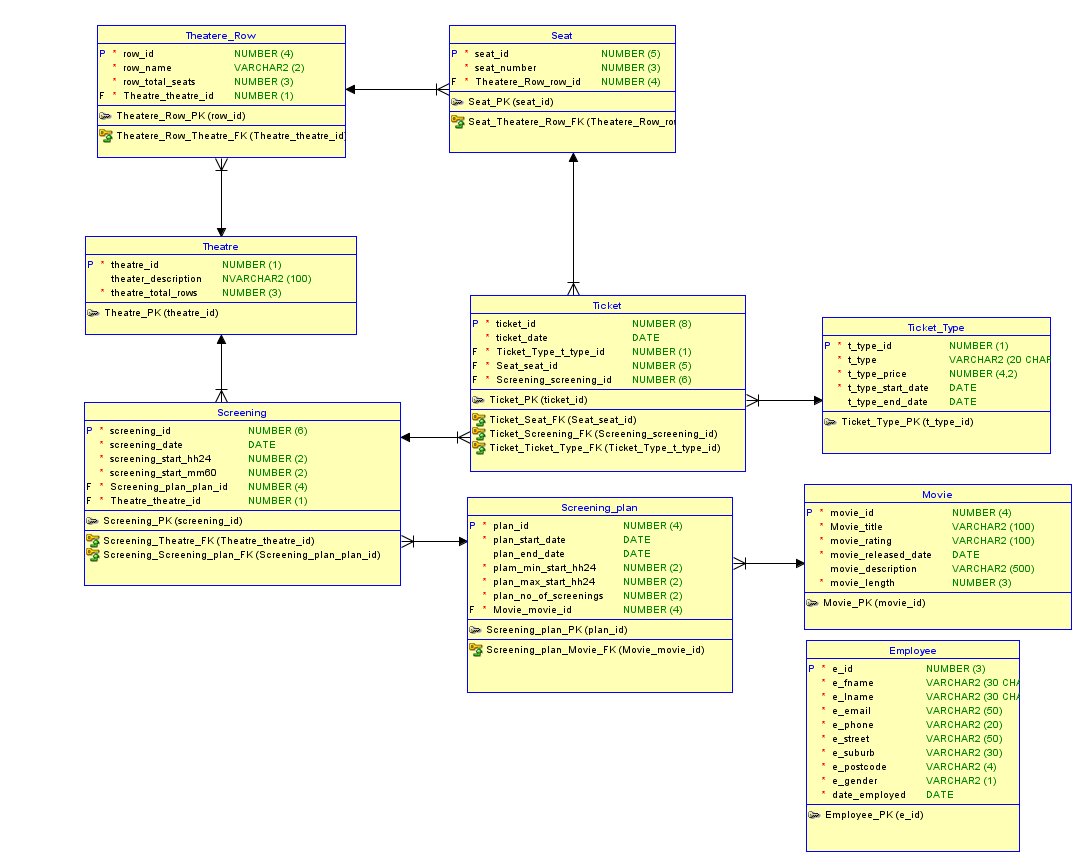 Theatere_Row
P * row_id NUMBER (4)
* row_name VARCHAR2 (2)
* row_total_seats NUMBER (3)
F * Theatre_theatre_id NUMBER (1)
Theatere_Row_PK (row_id)
Theatere_Row_Theatre_FK (Theatre_theatre_id)
Seat
P * seat_id NUMBER (5)
* seat_number NUMBER (3)
F * Theatere_Row_row_id NUMBER (4)
Seat_PK (seat_id)
Seat_Theatere_Row_FK (Theatere_Row_ro
Theatre
P * theatre_id NUMBER (1)
theater_description NVARCHAR2 (100)
* theatre_total_rows NUMBER (3)
Theatre_PK (theatre_id)
Ticket
P * ticket_id NUMBER (8)
* ticket_date DATE
F * Ticket_Type_t_type_id NUMBER (1)
F * Seat_seat_id NUMBER (5)
F * Screening_screening_id NUMBER (6)
Ticket_PK (ticket_id)
Ticket_Seat_FK (Seat_seat_id)
Ticket_Screening_FK (Screening_screening_id)
Ticket_Ticket_Type_FK (Ticket_Type_t_type_id)
Ticket_Type
P * t_type_id NUMBER (1)
* t_type VARCHAR2 (20 CHAR
* t_type_price NUMBER (4,2)
* t_type_start_date DATE
t_type_end_date DATE
Ticket_Type_PK (t_type_id)
Screening
P * screening_id NUMBER (6)
* screening_date DATE
* screening_start_hh24 NUMBER (2)
* screening_start_mm60 NUMBER (2)
F * Screening_plan_plan_id NUMBER (4)
F * Theatre_theatre_id NUMBER (1)
Screening_PK (screening_id)
Screening_Theatre_FK (Theatre_theatre_id)
Screening_Screening_plan_FK (Screening_plan_plan_id)
Screening_plan
P * plan_id NUMBER (4)
* plan_start_date DATE
plan_end_date DATE
* plam_min_start_hh24 NUMBER (2)
* plan_max_start_hh24 NUMBER (2)
* plan_no_of_screenings NUMBER (2)
F * Movie_movie_id NUMBER (4)
Screening_plan_PK (plan_id)
Screening_plan_Movie_FK (Movie_movie_id)
Movie
P * movie_id NUMBER (4)
* Movie_title VARCHAR2 (100)
* movie_rating VARCHAR2 (100)
* movie_released_date DATE
movie_description VARCHAR2 (500)
* movie_length NUMBER (3)
Movie_PK (movie_id)
Employee
P * e_id NUMBER (3)
* e_fname VARCHAR2 (30 CHA
* e_lname VARCHAR2 (30 CHA
* e_email VARCHAR2 (50)
* e_phone VARCHAR2 (20)
* e_street VARCHAR2 (50)
* e_suburb VARCHAR2 (30)
* e_postcode VARCHAR2 (4)
* e_gender VARCHAR2 (1)
* date_employed DATE
Employee_PK (e_id)